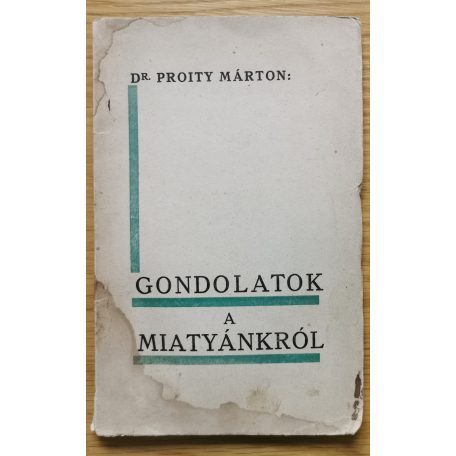 DR. PROITY MÁRTON:
GONDOLATOK
A
MIATYÁNKRÓL